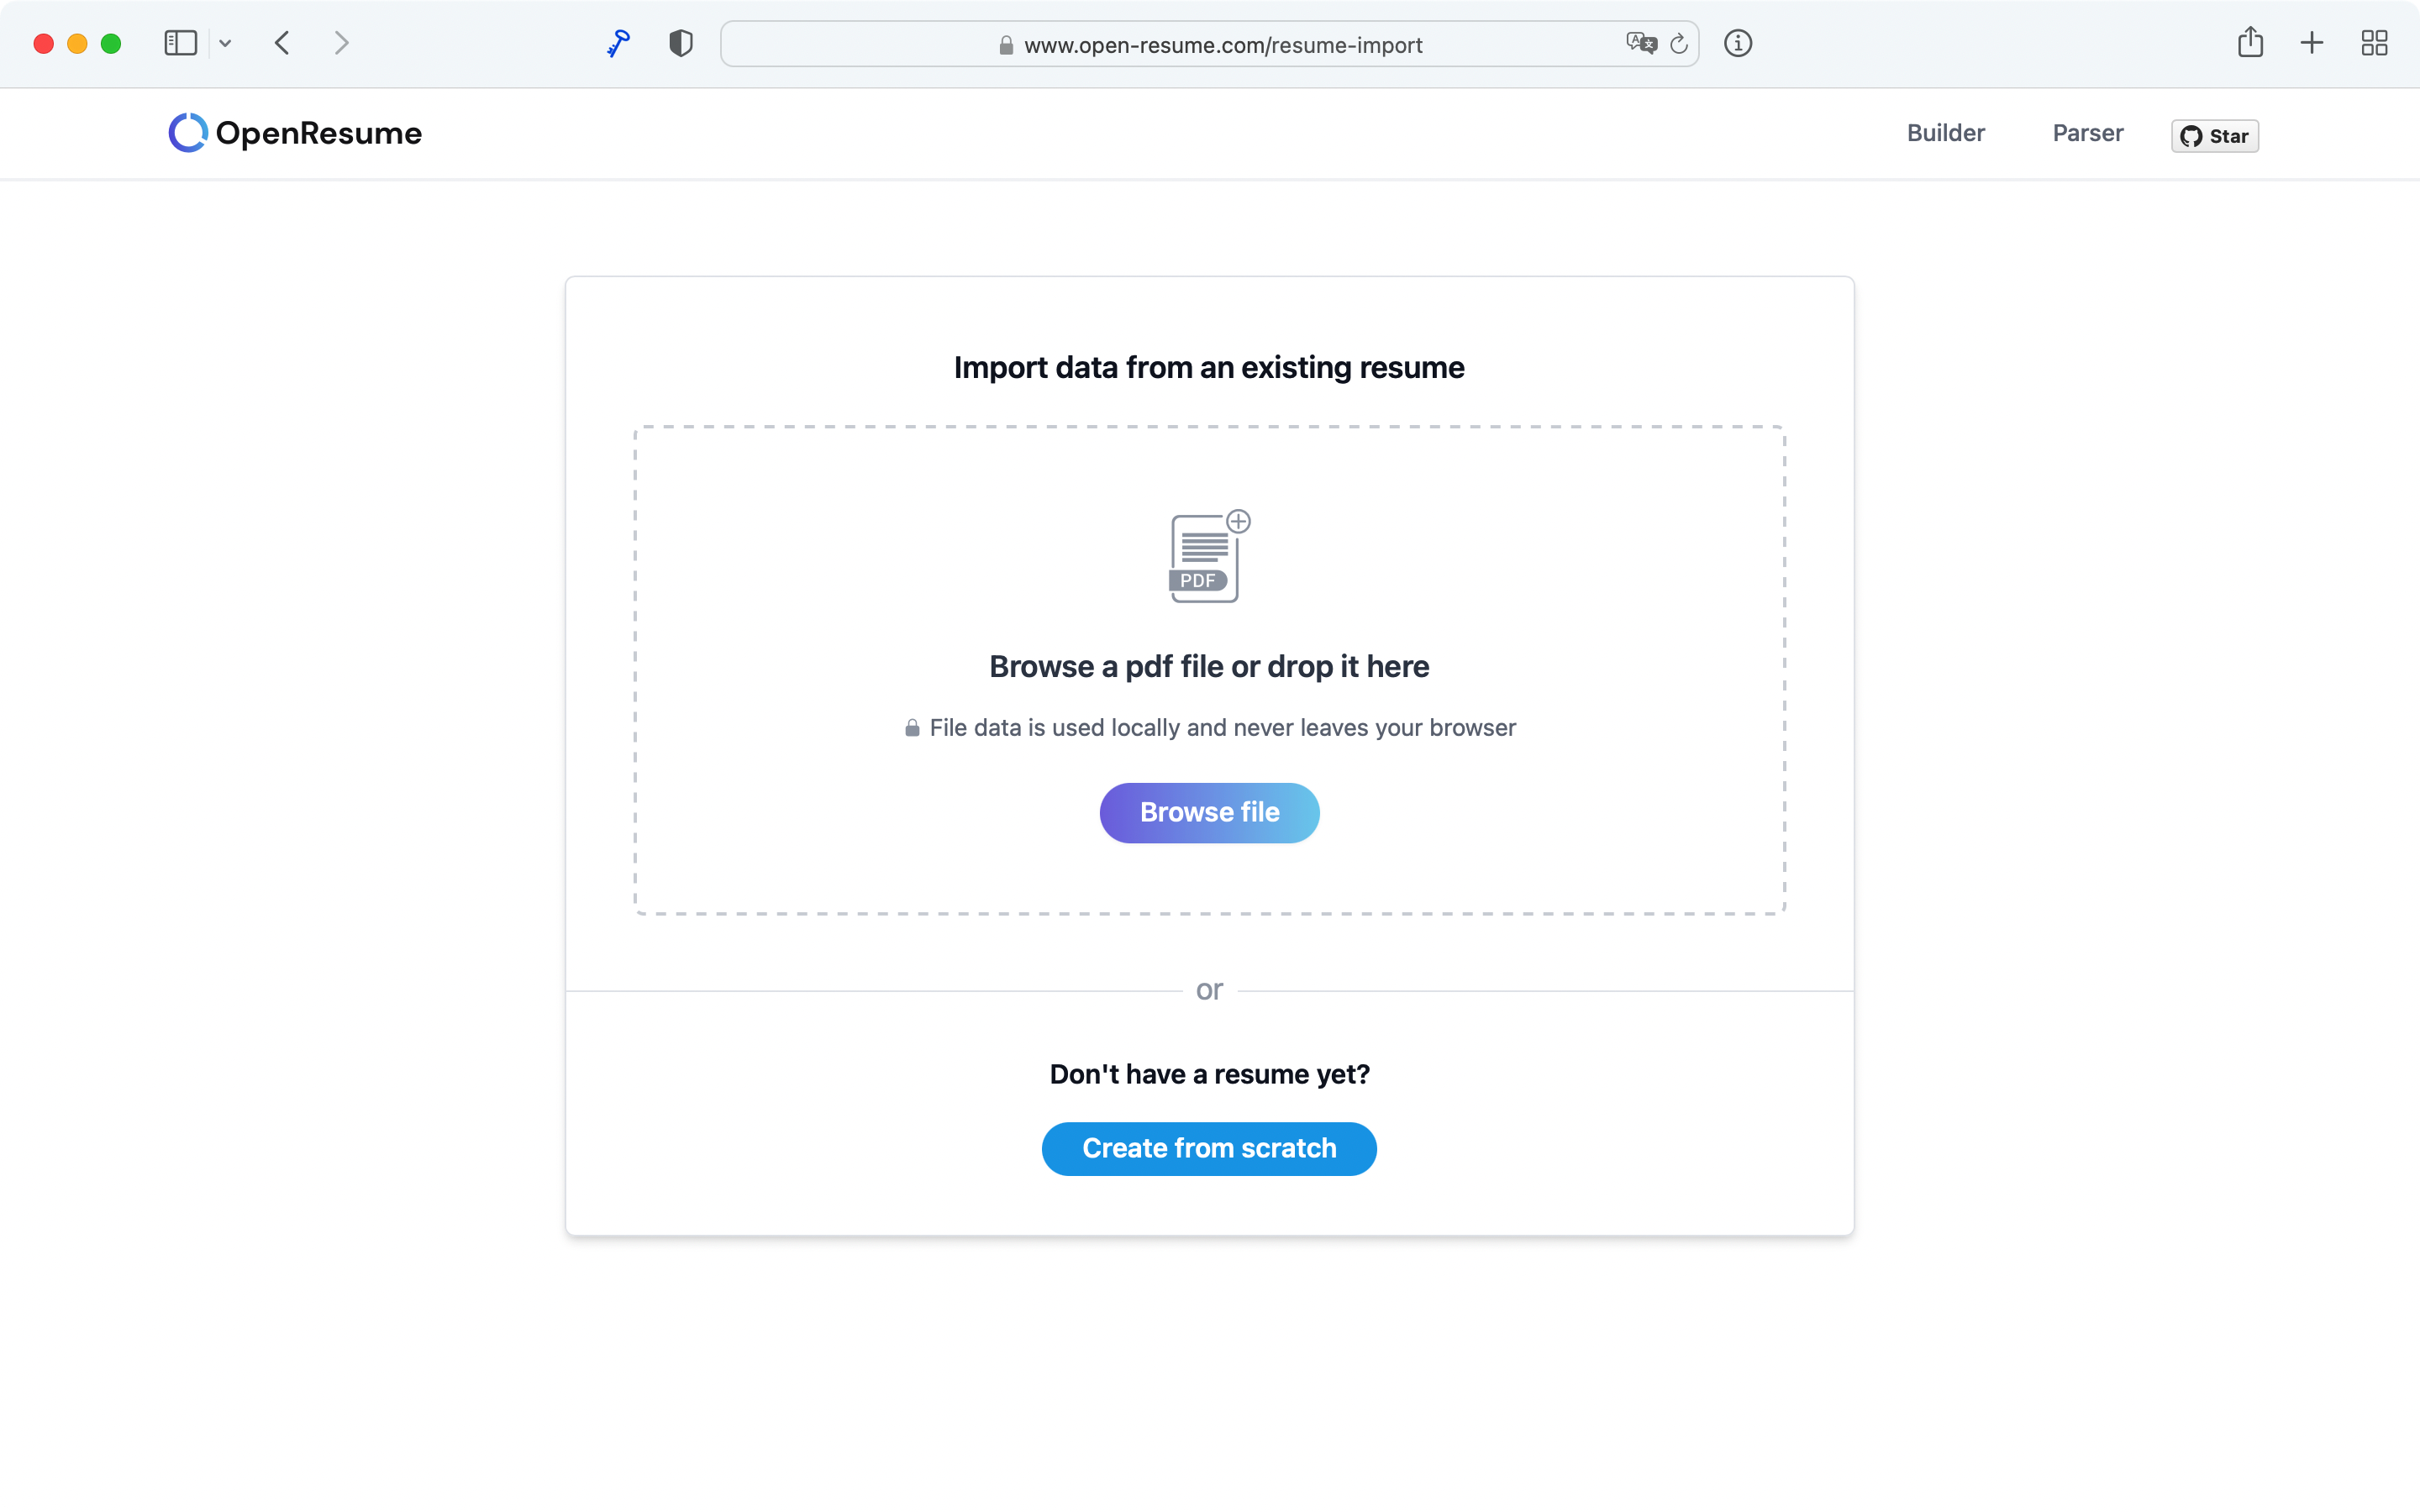 www.open-resume.com/resume-import
OpenResume
Builder
Parser
Star
Import data from an existing resume
PDF
Browse a pdf file or drop it here
File data is used locally and never leaves your browser
Browse file
or
Don't have a resume yet?
Create from scratch